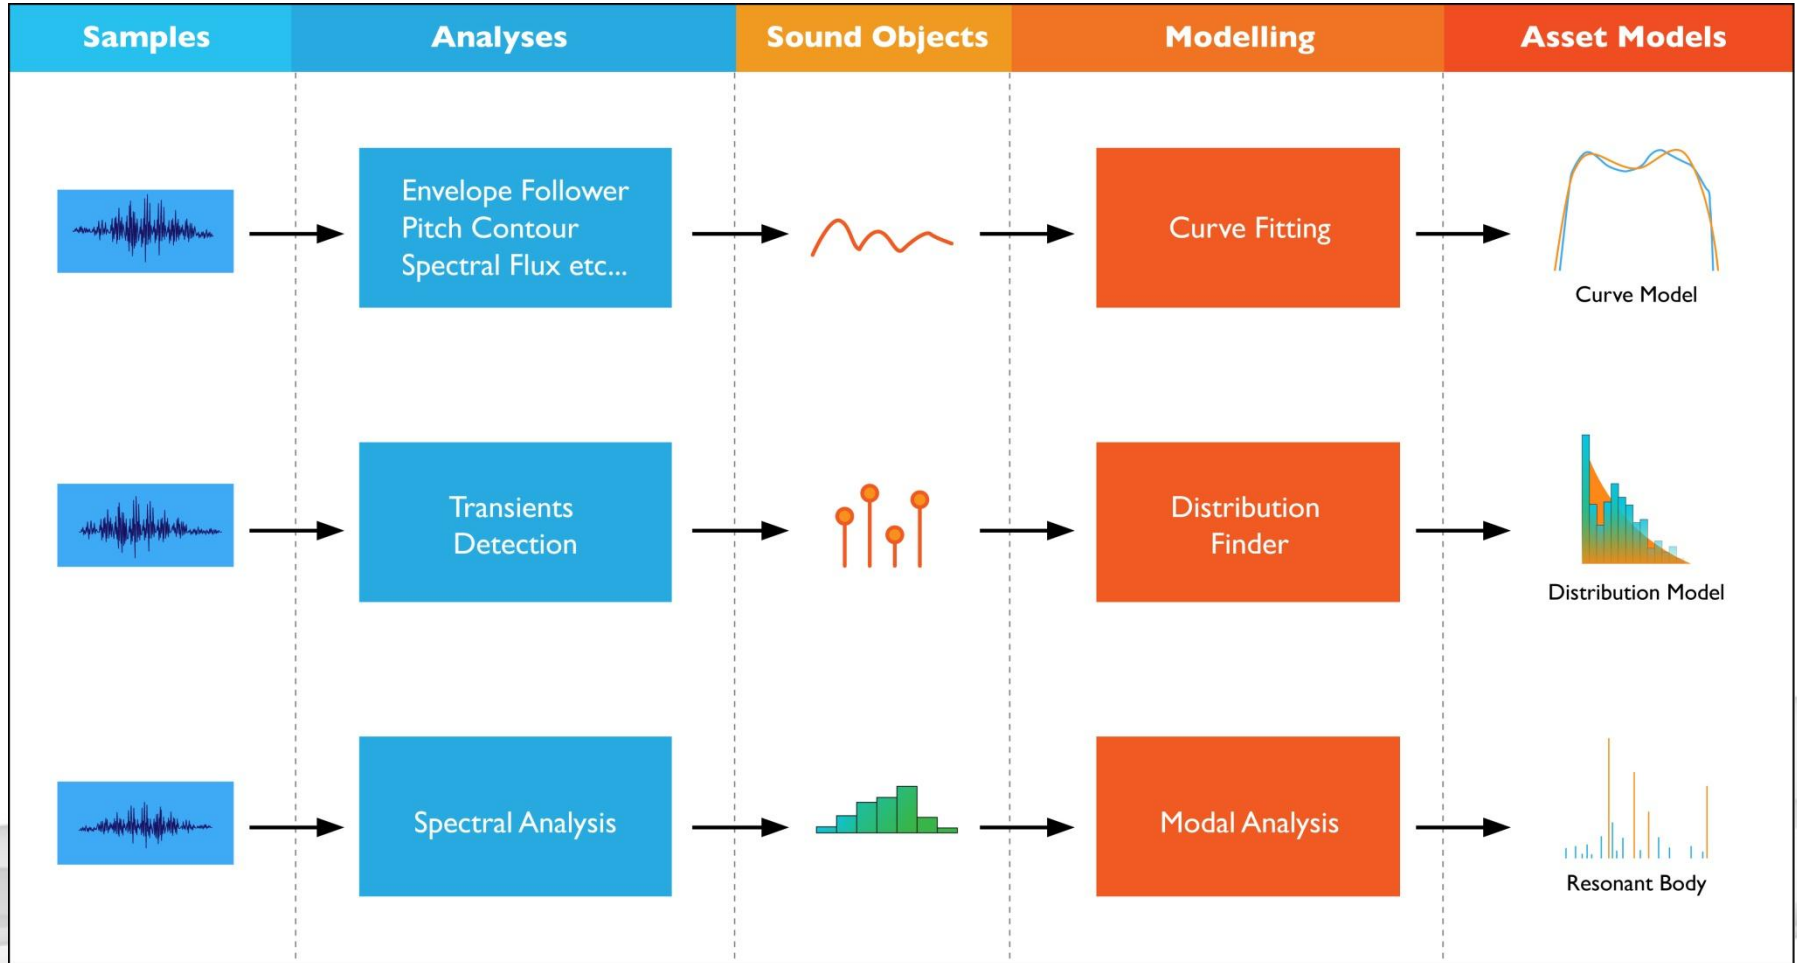 Samples
Analyses
Sound Objects
Modelling
Asset Models
Envelope Follower
Pitch Contour
Spectral Flux etc...
Curve Fitting
Curve Model
Transients
Detection
Distribution
Finder
Distribution Model
Spectral Analysis
Modal Analysis
Resonant Body